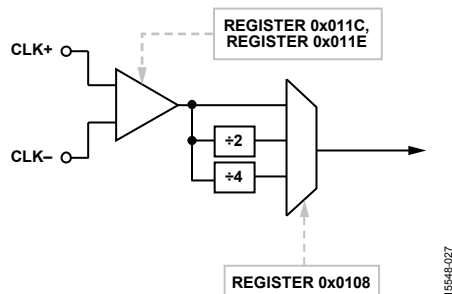 REGISTER 0x011C,
REGISTER 0x011E
CLK+
CLK–
÷2
÷4
REGISTER 0x0108
15548-027